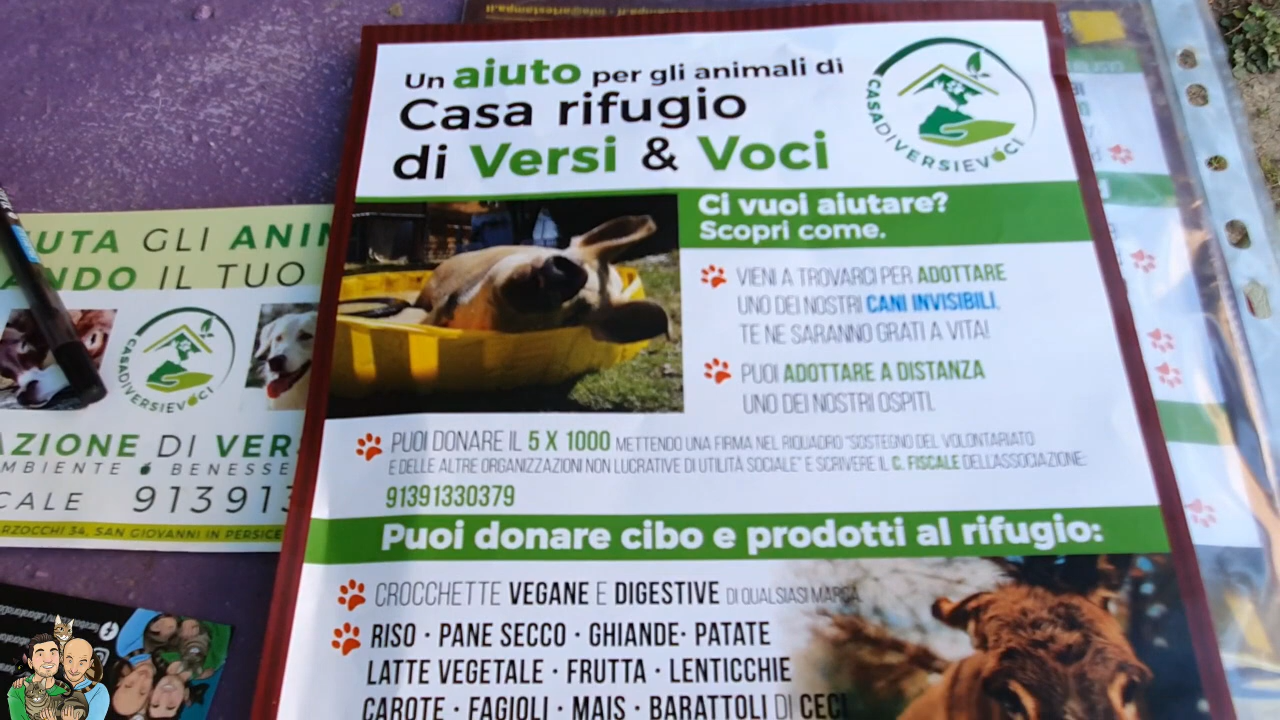 Un aiuto per gli animali di
Casa rifugio
di Versi & Voci
CASADIVERSIEVOCI
Ci vuoi aiutare?
Scopri come.
VIENI A TROVARCI PER ADOTTARE
UNO DEI NOSTRI CANI INVISIBILI.
TE NE SARANNO GRATI A VITA!
PUOI ADOTTARE A DISTANZA
UNO DEI NOSTRI OSPITI.
PUOI DONARE IL 5 X 1000 METTENDO UNA FIRMA NEL RIQUADRO "SOSTEGNO DEL VOLONTARIATO
E DELLE ALTRE ORGANIZZAZIONI NON LUCRATIVE DI UTILITÀ SOCIALE" E SCRIVERE IL C. FISCALE DELL'ASSOCIAZIONE:
91391330379
Puoi donare cibo e prodotti al rifugio:
CROCCHETTE VEGANE E DIGESTIVE DI QUALSIASI MARCA
RISO · PANE SECCO · GHIANDE · PATATE
LATTE VEGETALE · FRUTTA · LENTICCHIE
CAROTE · FAGIOLI · MAIS · BARATTOLI DI CECI
IUTA GLI ANIM
ANDO IL TUO
CASADIVERSIEVOCI
AZIONE DI VERS
MBIENTE BENESSE
CALE 913913
RZOCCHI 34, SAN GIOVANNI IN PERSICE